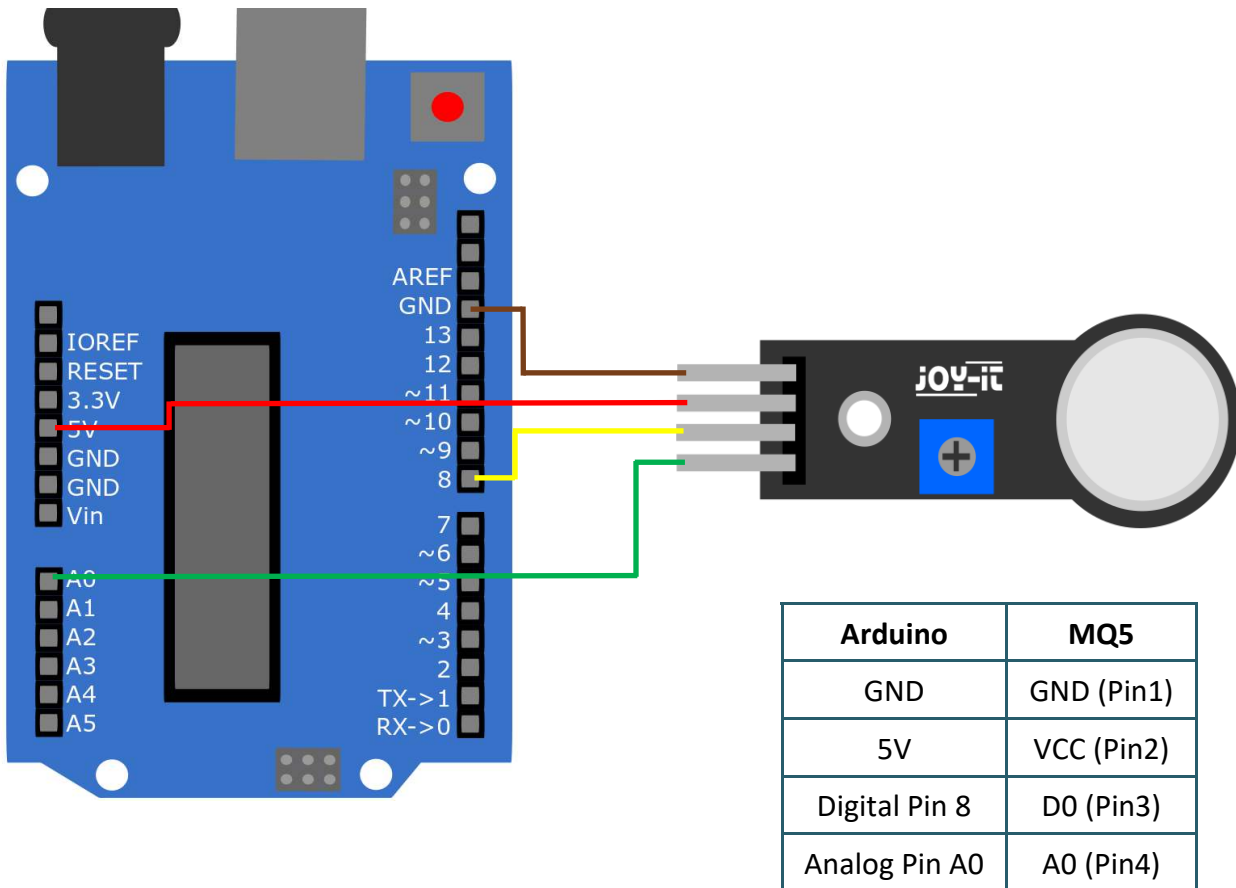 AREF
GND
13
12
~11
~10
~9
8
7
~6
~5
4
~3
2
TX->1
RX->0
IOREF
RESET
3.3V
5V
GND
GND
Vin
A0
A1
A2
A3
A4
A5
JOY-iT
Arduino MQ5
GND GND (Pin1)
5V VCC (Pin2)
Digital Pin 8 D0 (Pin3)
Analog Pin A0 A0 (Pin4)